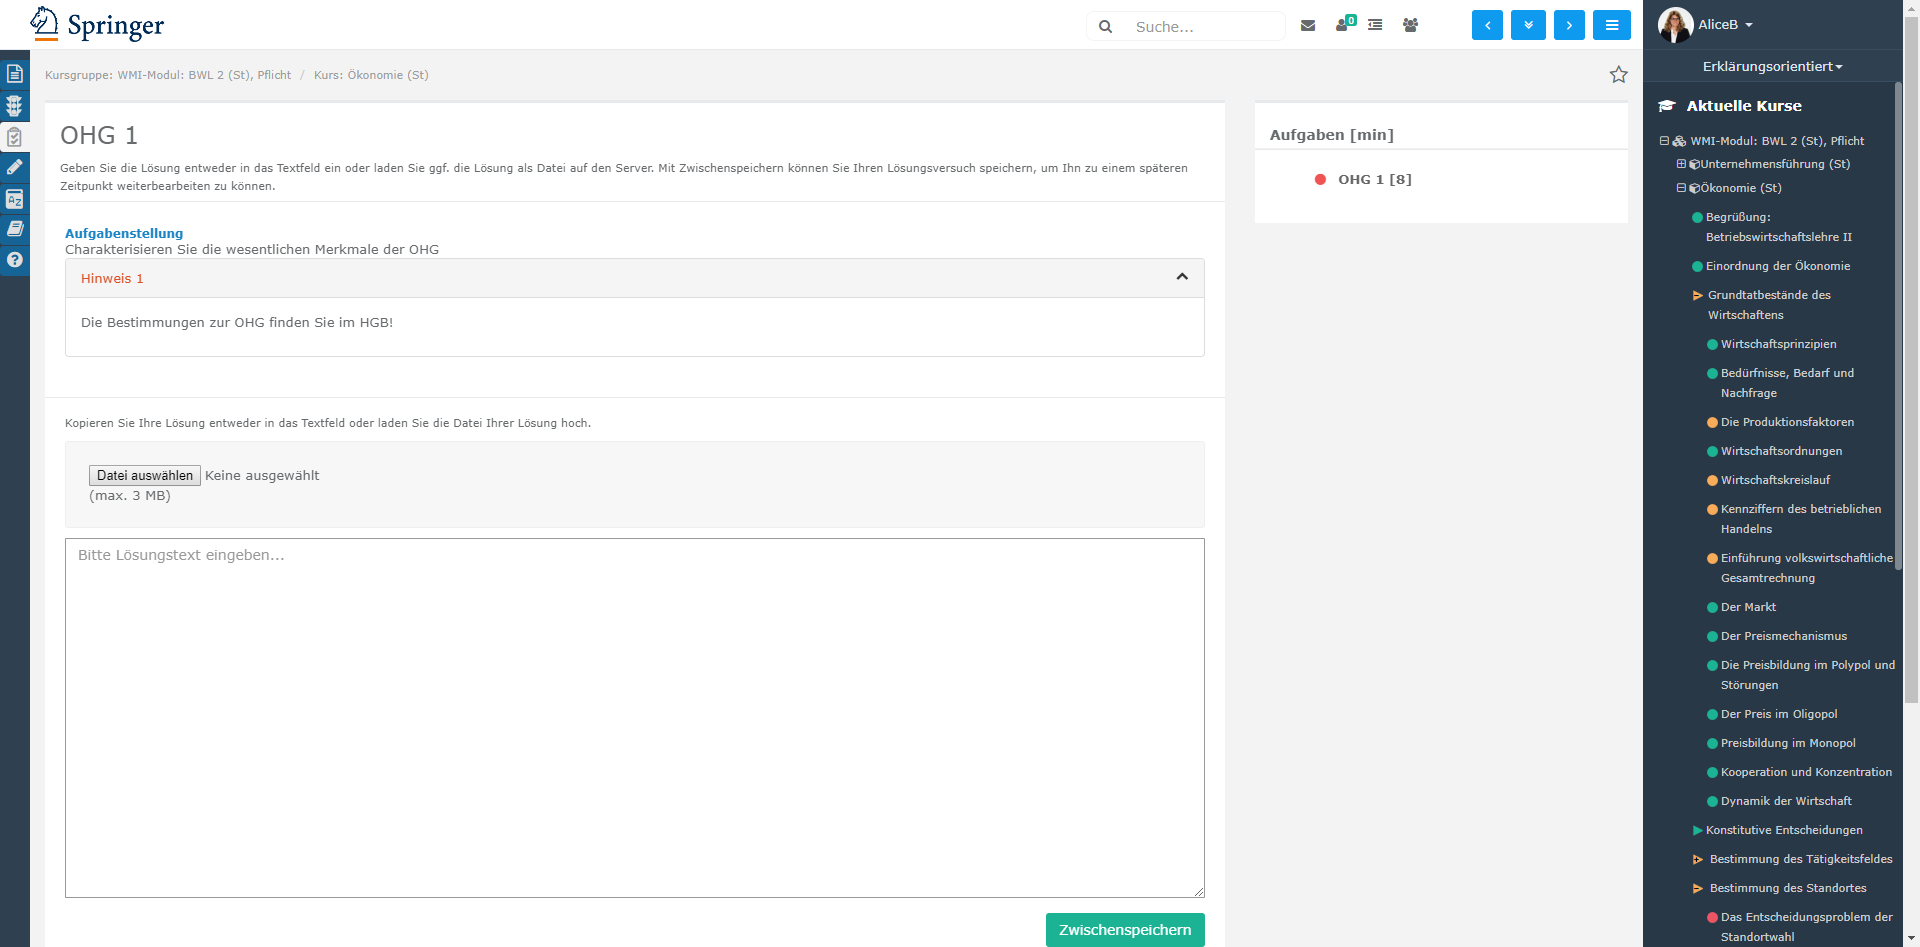 Springer
Suche...
0
AliceB
Erklärungsorientiert
Kursgruppe: WMI-Modul: BWL 2 (St), Pflicht / Kurs: Ökonomie (St)
OHG 1
Geben Sie die Lösung entweder in das Textfeld ein oder laden Sie ggf. die Lösung als Datei auf den Server. Mit Zwischenspeichern können Sie Ihren Lösungsversuch speichern, um Ihn zu einem späteren
Zeitpunkt weiterbearbeiten zu können.
Aufgabenstellung
Charakterisieren Sie die wesentlichen Merkmale der OHG
Hinweis 1
Die Bestimmungen zur OHG finden Sie im HGB!
Kopieren Sie Ihre Lösung entweder in das Textfeld oder laden Sie die Datei Ihrer Lösung hoch.
Datei auswählen Keine ausgewählt
(max. 3 MB)
Bitte Lösungstext eingeben...
Zwischenspeichern
Aufgaben [min]
OHG 1 [8]
Aktuelle Kurse
WMI-Modul: BWL 2 (St), Pflicht
Unternehmensführung (St)
Ökonomie (St)
Begrüßung:
Betriebswirtschaftslehre II
Einordnung der Ökonomie
Grundtatbestände des
Wirtschaftens
Wirtschaftsprinzipien
Bedürfnisse, Bedarf und
Nachfrage
Die Produktionsfaktoren
Wirtschaftsordnungen
Wirtschaftskreislauf
Kennziffern des betrieblichen
Handelns
Einführung volkswirtschaftliche
Gesamtrechnung
Der Markt
Der Preismechanismus
Die Preisbildung im Polypol und
Störungen
Der Preis im Oligopol
Preisbildung im Monopol
Kooperation und Konzentration
Dynamik der Wirtschaft
Konstitutive Entscheidungen
Bestimmung des Tätigkeitsfeldes
Bestimmung des Standortes
Das Entscheidungsproblem der
Standortwahl